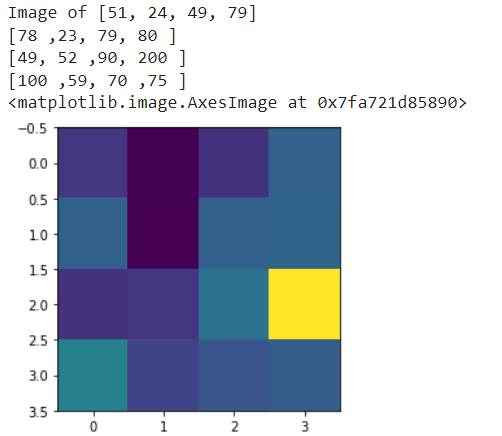 Image of [51, 24, 49, 79]
[78 ,23, 79, 80 ]
[49, 52 ,90, 200 ]
[100 ,59, 70 ,75 ]
<matplotlib.image.AxesImage at 0x7fa721d85890>
−0.5
0.0
0.5
1.0
1.5
2.0
2.5
3.0
3.5
0 1 2 3